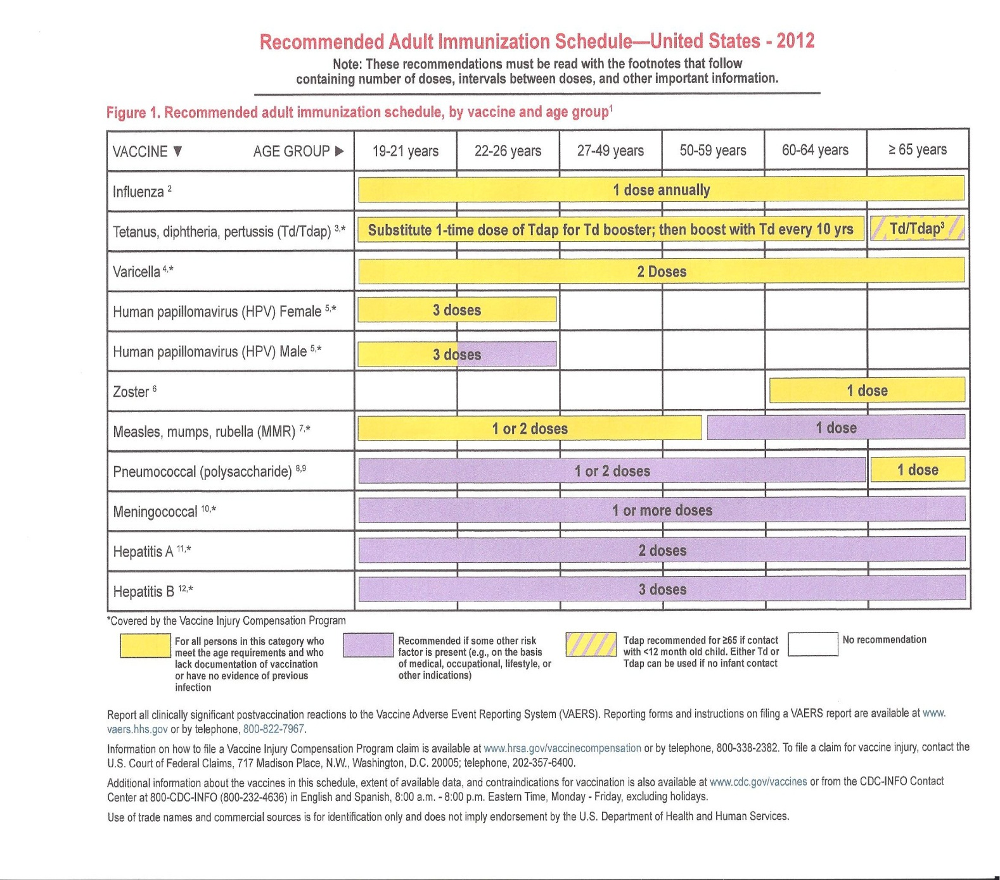 Recommended Adult Immunization Schedule—United States - 2012
Note: These recommendations must be read with the footnotes that follow
containing number of doses, intervals between doses, and other important information.
Figure 1. Recommended adult immunization schedule, by vaccine and age group¹
VACCINE ▼ AGE GROUP ► 19-21 years 22-26 years 27-49 years 50-59 years 60-64 years ≥ 65 years
Influenza ² 1 dose annually
Tetanus, diphtheria, pertussis (Td/Tdap) ³,* Substitute 1-time dose of Tdap for Td booster; then boost with Td every 10 yrs Td/Tdap³
Varicella ⁴,* 2 Doses
Human papillomavirus (HPV) Female ⁵,* 3 doses
Human papillomavirus (HPV) Male ⁵,* 3 doses
Zoster ⁶ 1 dose
Measles, mumps, rubella (MMR) ⁷,* 1 or 2 doses 1 dose
Pneumococcal (polysaccharide) ⁸,⁹ 1 or 2 doses 1 dose
Meningococcal ¹⁰,* 1 or more doses
Hepatitis A ¹¹,* 2 doses
Hepatitis B ¹²,* 3 doses
*Covered by the Vaccine Injury Compensation Program
For all persons in this category who
meet the age requirements and who
lack documentation of vaccination
or have no evidence of previous
infection
Recommended if some other risk
factor is present (e.g., on the basis
of medical, occupational, lifestyle, or
other indications)
Tdap recommended for ≥65 if contact
with <12 month old child. Either Td or
Tdap can be used if no infant contact
No recommendation
Report all clinically significant postvaccination reactions to the Vaccine Adverse Event Reporting System (VAERS). Reporting forms and instructions on filing a VAERS report are available at www.
vaers.hhs.gov or by telephone, 800-822-7967.
Information on how to file a Vaccine Injury Compensation Program claim is available at www.hrsa.gov/vaccinecompensation or by telephone, 800-338-2382. To file a claim for vaccine injury, contact the
U.S. Court of Federal Claims, 717 Madison Place, N.W., Washington, D.C. 20005; telephone, 202-357-6400.
Additional information about the vaccines in this schedule, extent of available data, and contraindications for vaccination is also available at www.cdc.gov/vaccines or from the CDC-INFO Contact
Center at 800-CDC-INFO (800-232-4636) in English and Spanish, 8:00 a.m. - 8:00 p.m. Eastern Time, Monday - Friday, excluding holidays.
Use of trade names and commercial sources is for identification only and does not imply endorsement by the U.S. Department of Health and Human Services.